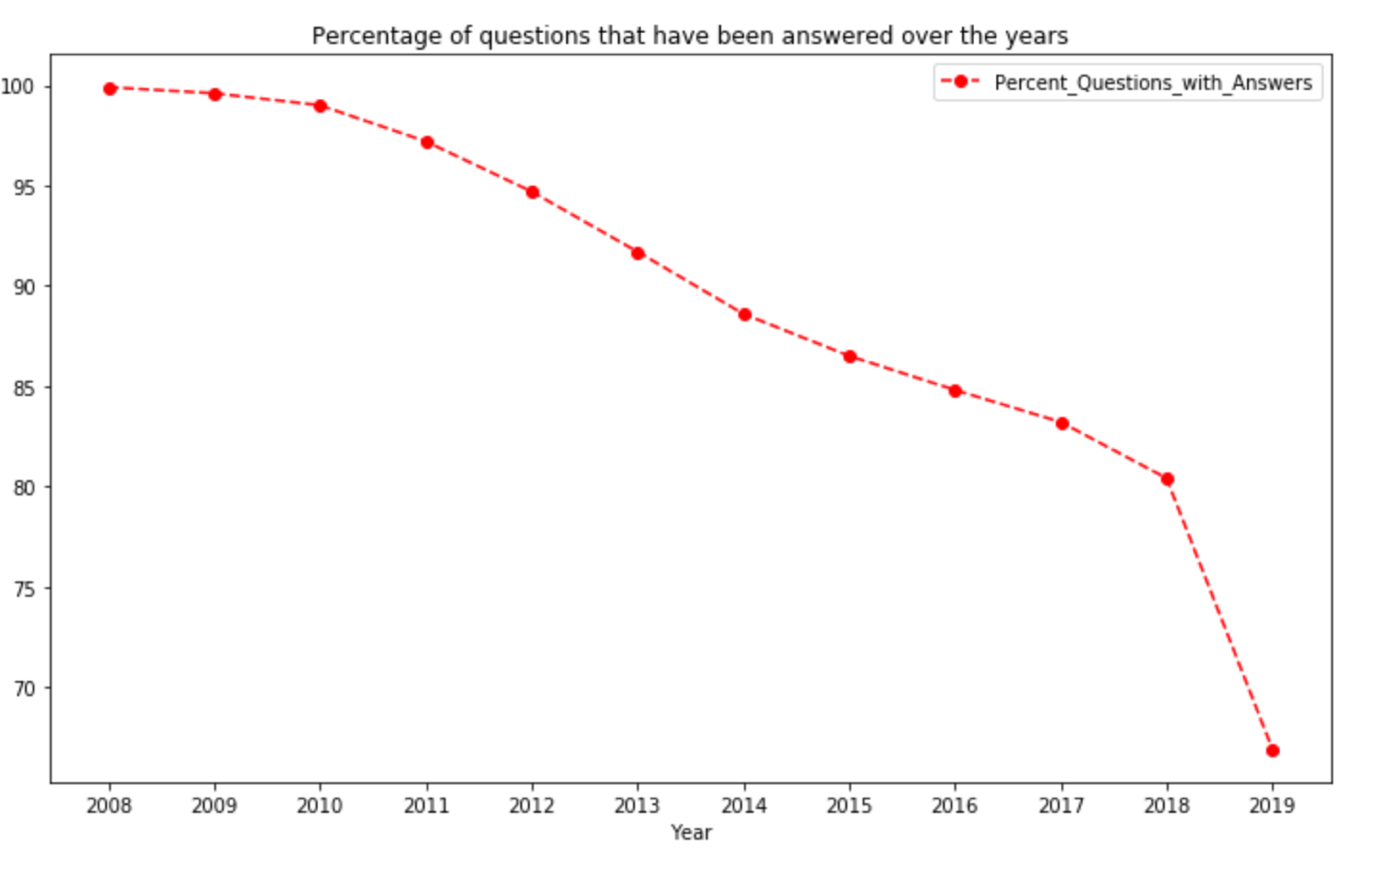 Percentage of questions that have been answered over the years
Percent_Questions_with_Answers
100
95
90
85
80
75
70
2008 2009 2010 2011 2012 2013 2014 2015 2016 2017 2018 2019
Year